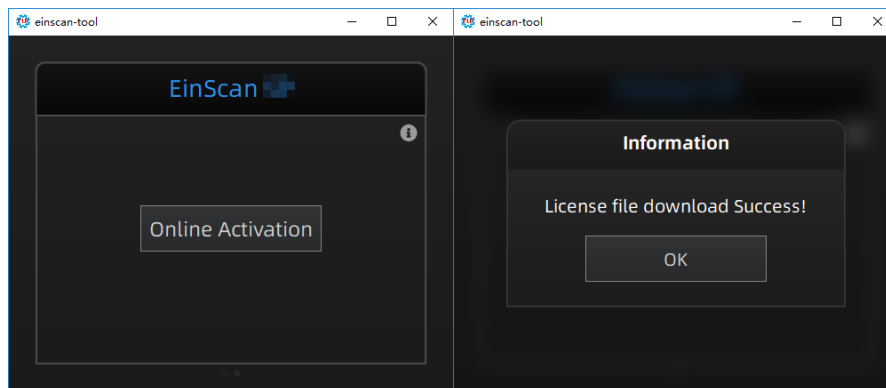 einscan-tool
EinScan
Online Activation
einscan-tool
Information
License file download Success!
OK